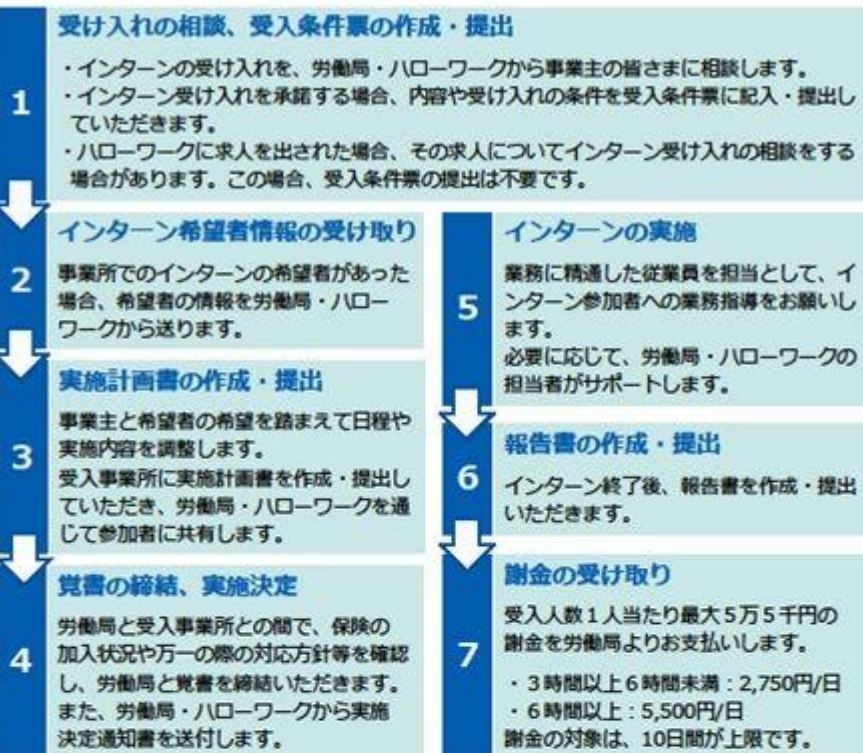 1
受け入れの相談、受入条件票の作成・提出
・インターンの受け入れを、労働局・ハローワークから事業主の皆さまに相談します。
・インターン受け入れを承諾する場合、内容や受け入れの条件を受入条件票に記入・提出し
ていただきます。
・ハローワークに求人を出された場合、その求人についてインターン受け入れの相談をする
場合があります。この場合、受入条件票の提出は不要です。
2
インターン希望者情報の受け取り
事業所でのインターンの希望者があった
場合、希望者の情報を労働局・ハロー
ワークから送ります。
3
実施計画書の作成・提出
事業主と希望者の希望を踏まえて日程や
実施内容を調整します。
受入事業所に実施計画書を作成・提出し
ていただき、労働局・ハローワークを通
じて参加者に共有します。
4
覚書の締結、実施決定
労働局と受入事業所との間で、保険の
加入状況や万一の際の対応方針等を確認
し、労働局と覚書を締結いただきます。
また、労働局・ハローワークから実施
決定通知書を送付します。
5
インターンの実施
業務に精通した従業員を担当として、イ
ンターン参加者への業務指導をお願いし
ます。
必要に応じて、労働局・ハローワークの
担当者がサポートします。
6
報告書の作成・提出
インターン終了後、報告書を作成・提出
いただきます。
7
謝金の受け取り
受入人数1人当たり最大5万5千円の
謝金を労働局よりお支払いします。
・3時間以上6時間未満：2,750円/日
・6時間以上：5,500円/日
謝金の対象は、10日間が上限です。